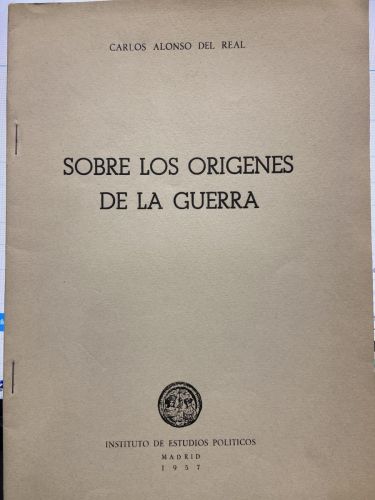 CARLOS ALONSO DEL REAL
SOBRE LOS ORIGENES
DE LA GUERRA
INSTITUTO DE ESTUDIOS POLITICOS
MADRID
1957